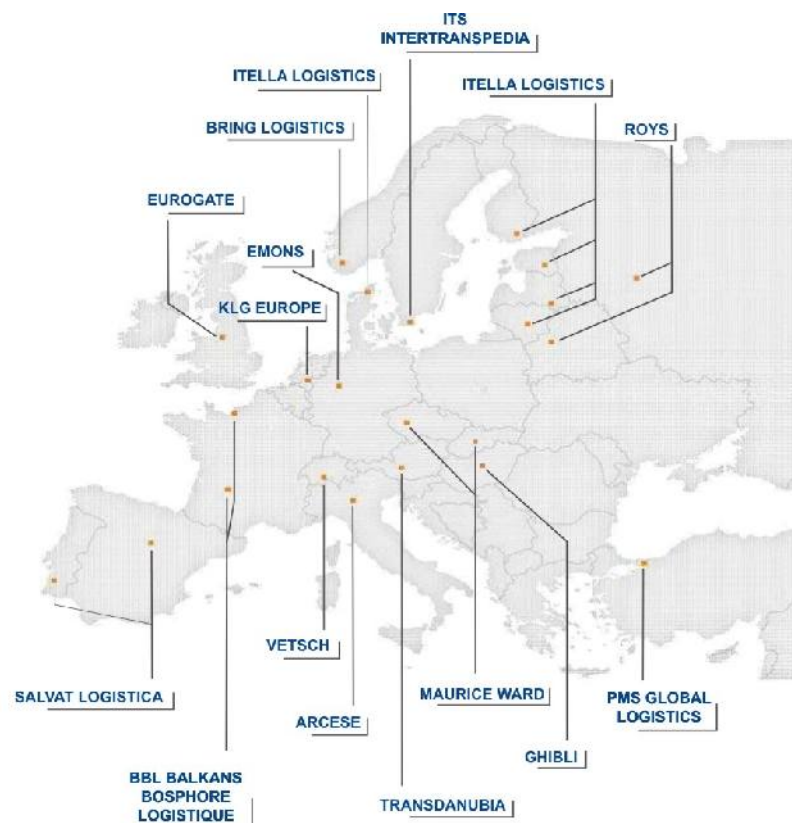 ITS
INTERTRANSPEDIA
ITELLA LOGISTICS
ITELLA LOGISTICS
BRING LOGISTICS
ROYS
EUROGATE
EMONS
KLG EUROPE
VETSCH
SALVAT LOGISTICA
MAURICE WARD
PMS GLOBAL
LOGISTICS
ARCESE
GHIBLI
BBL BALKANS
BOSPHORE
LOGISTIQUE
TRANSDANUBIA